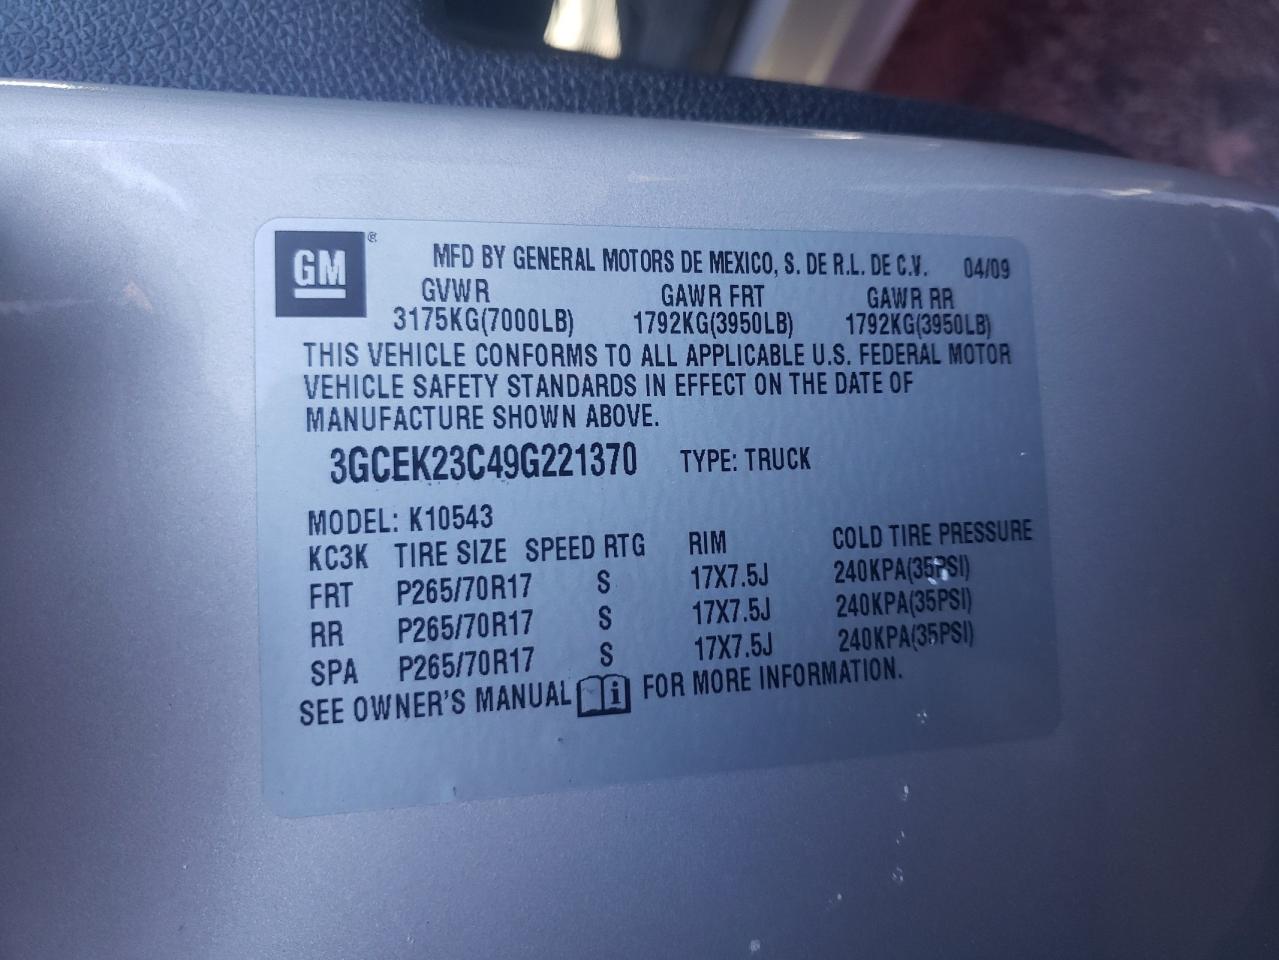 GM ®
MFD BY GENERAL MOTORS DE MEXICO, S. DE R.L. DE C.V. 04/09
GVWR GAWR FRT GAWR RR
3175KG(7000LB) 1792KG(3950LB) 1792KG(3950LB)
THIS VEHICLE CONFORMS TO ALL APPLICABLE U.S. FEDERAL MOTOR
VEHICLE SAFETY STANDARDS IN EFFECT ON THE DATE OF
MANUFACTURE SHOWN ABOVE.
3GCEK23C49G221370 TYPE: TRUCK
MODEL: K10543
KC3K TIRE SIZE SPEED RTG RIM COLD TIRE PRESSURE
FRT P265/70R17 S 17X7.5J 240KPA(35PSI)
RR P265/70R17 S 17X7.5J 240KPA(35PSI)
SPA P265/70R17 S 17X7.5J 240KPA(35PSI)
SEE OWNER'S MANUAL i FOR MORE INFORMATION.